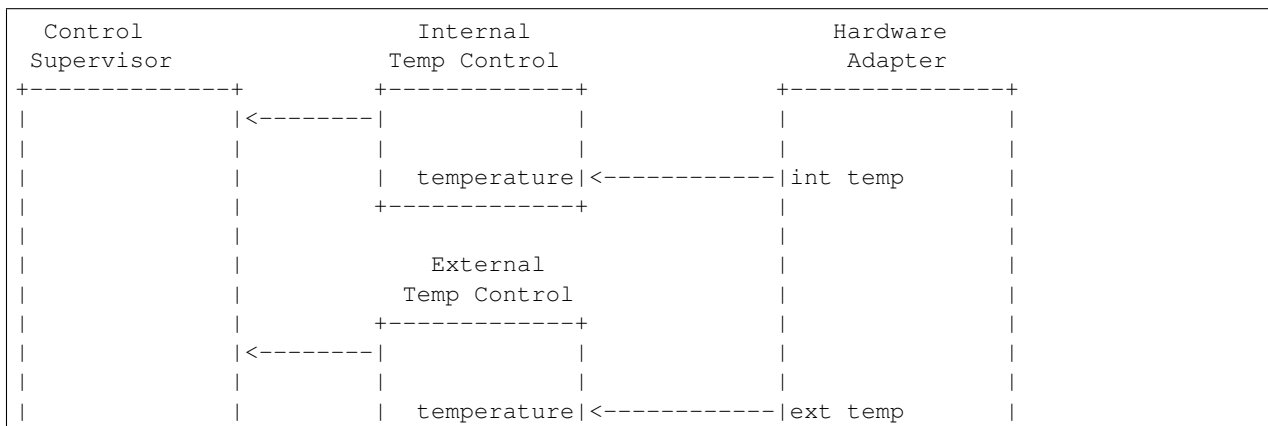 Control                   Internal                     Hardware
 Supervisor               Temp Control                    Adapter
+--------------+         +-------------+             +---------------+
|              |<--------|             |             |               |
|              |         |             |             |               |
|              |         |  temperature|<------------|int temp       |
|              |         +-------------+             |               |
|              |                                     |               |
|              |            External                 |               |
|              |          Temp Control               |               |
|              |         +-------------+             |               |
|              |<--------|             |             |               |
|              |         |             |             |               |
|              |         |  temperature|<------------|ext temp       |